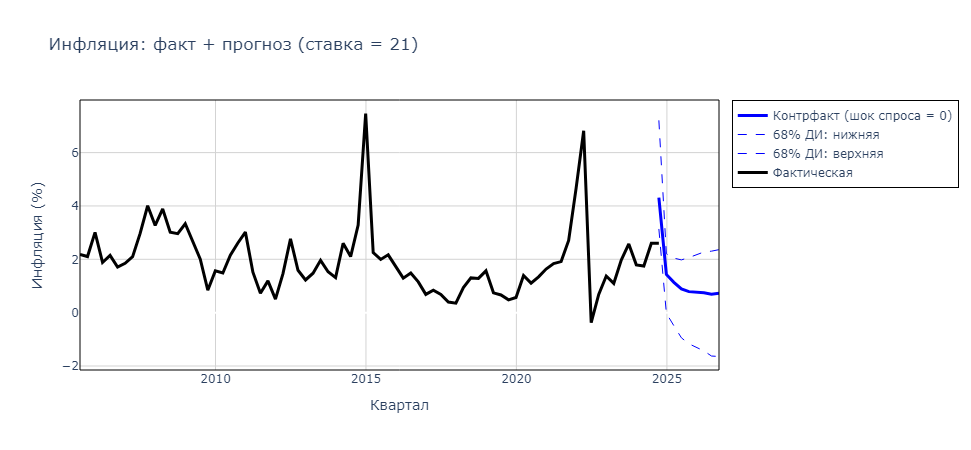 Инфляция: факт + прогноз (ставка = 21)
Контрфакт (шок спроса = 0)
68% ДИ: нижняя
68% ДИ: верхняя
Фактическая
Инфляция (%)
6
4
2
0
−2
2010
2015
2020
2025
Квартал